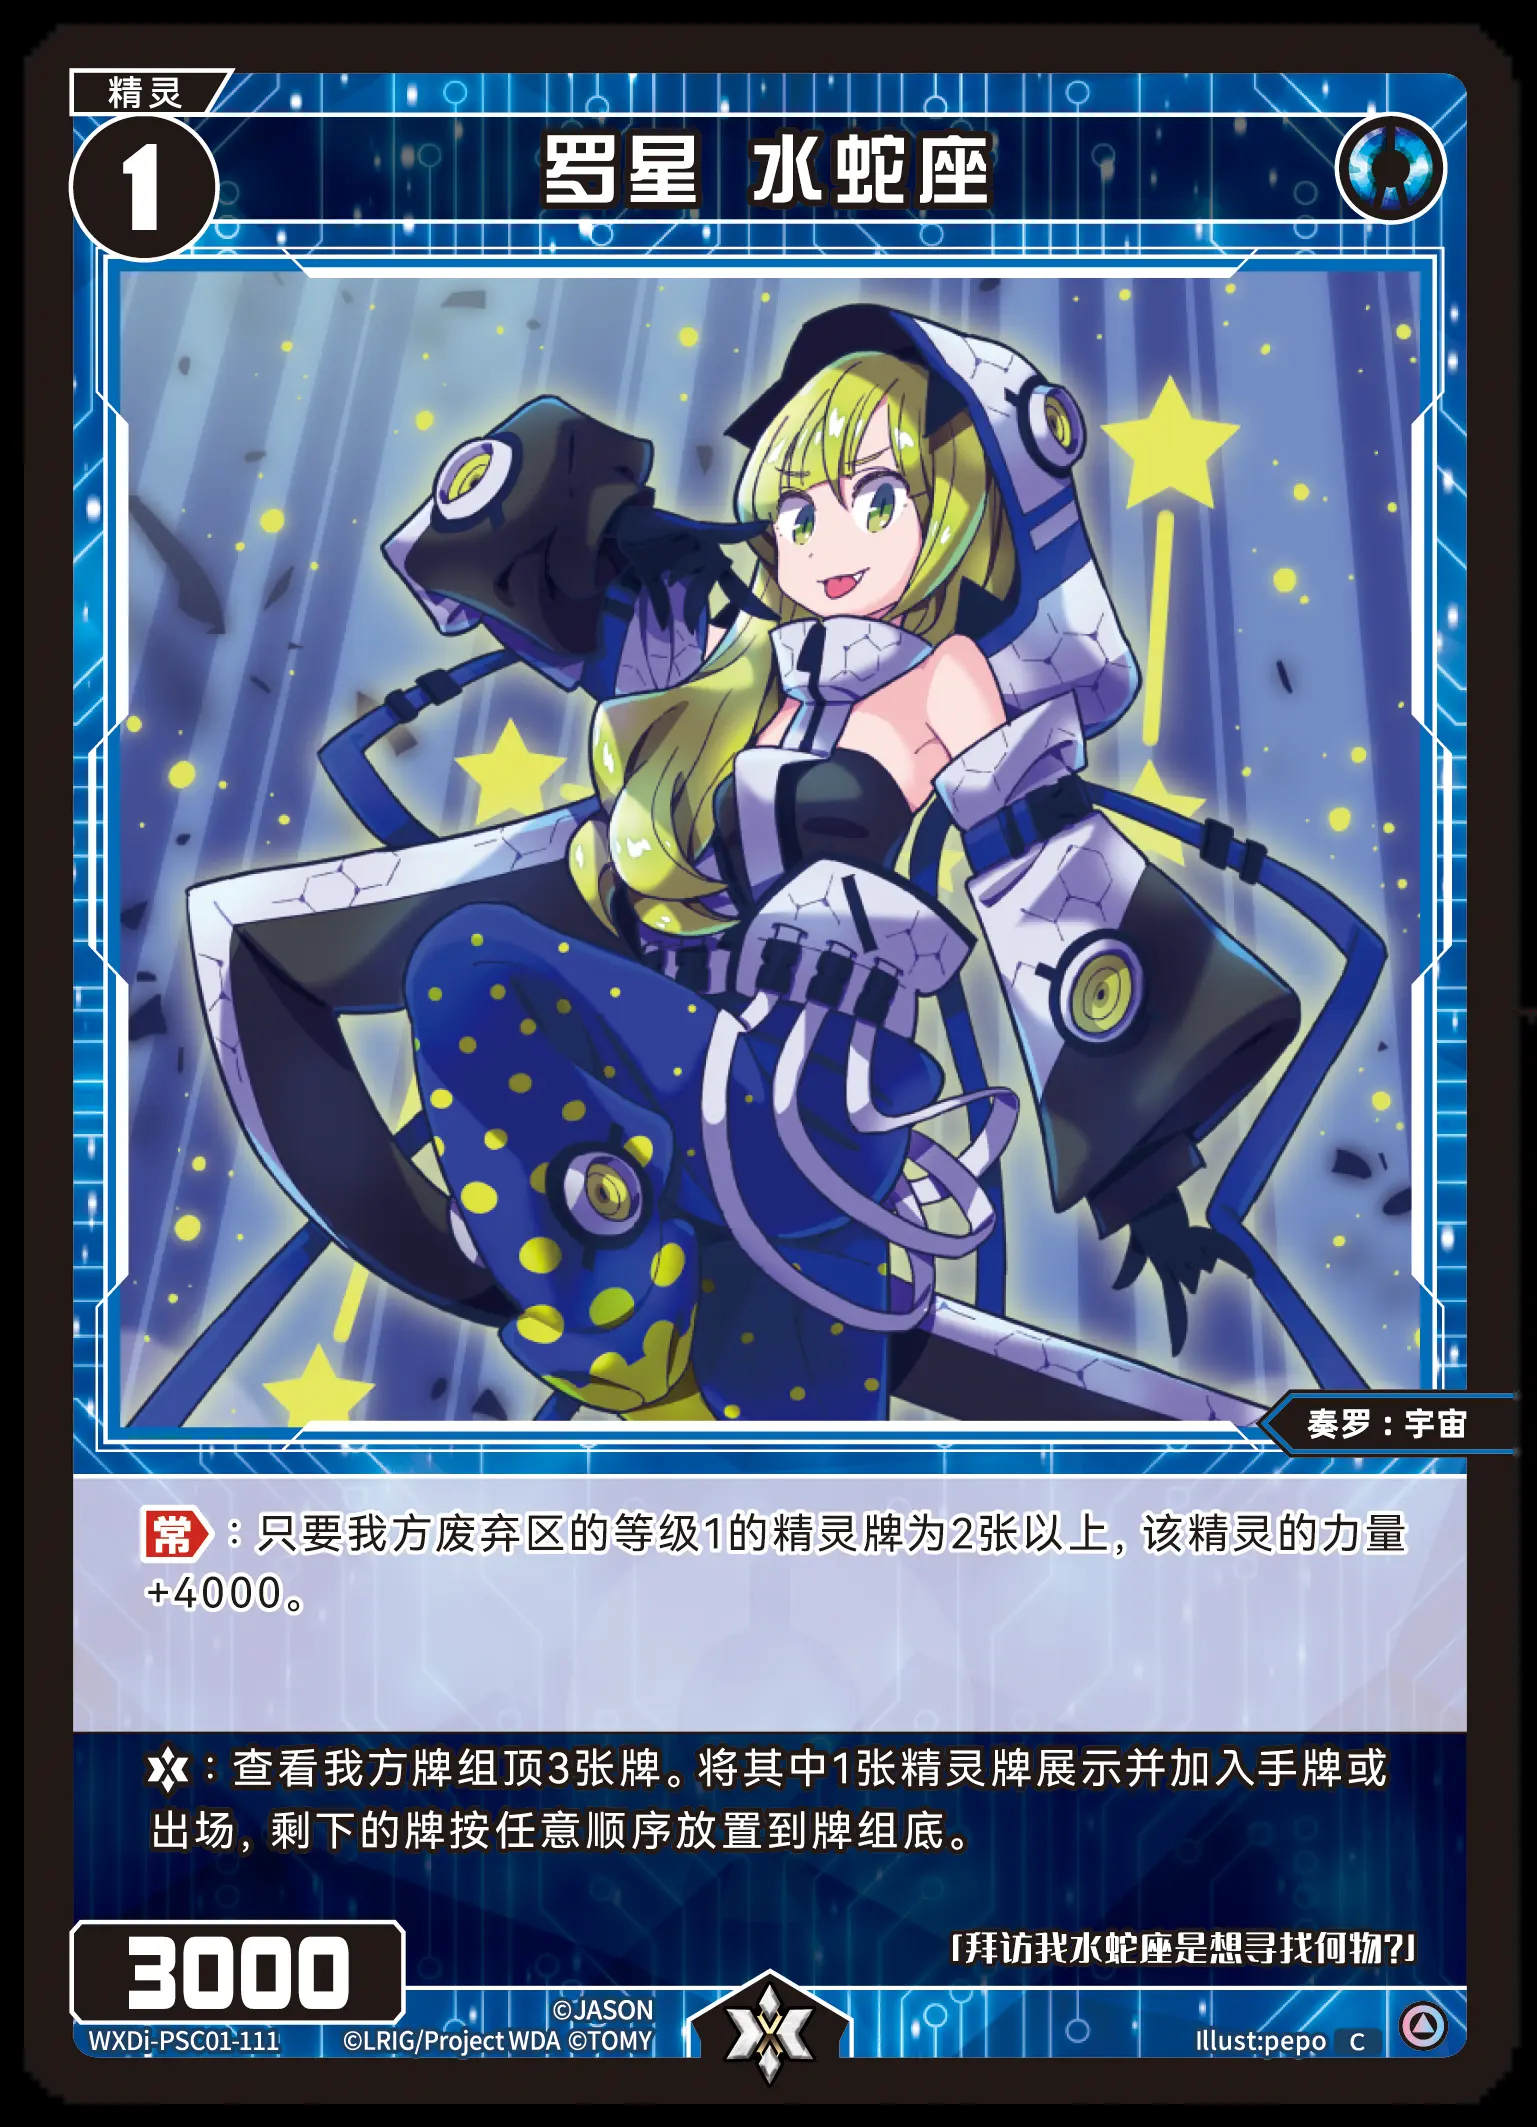 精灵
1
罗星 水蛇座
奏罗：宇宙
常：只要我方废弃区的等级1的精灵牌为2张以上，该精灵的力量
+4000。
：查看我方牌组顶3张牌。将其中1张精灵牌展示并加入手牌或
出场，剩下的牌按任意顺序放置到牌组底。
「拜访我水蛇座是想寻找何物?」
3000
©JASON
WXDi-PSC01-111 ©LRIG/Project WDA ©TOMY
Illust:pepo C